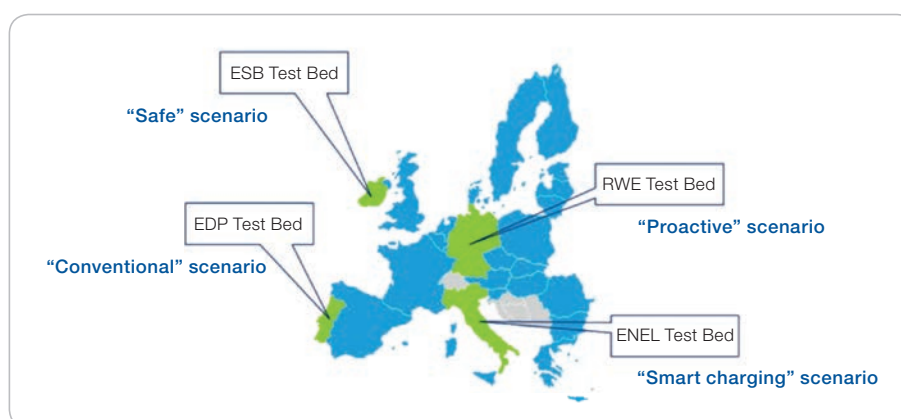 ESB Test Bed
“Safe” scenario
RWE Test Bed
“Proactive” scenario
EDP Test Bed
“Conventional” scenario
ENEL Test Bed
“Smart charging” scenario